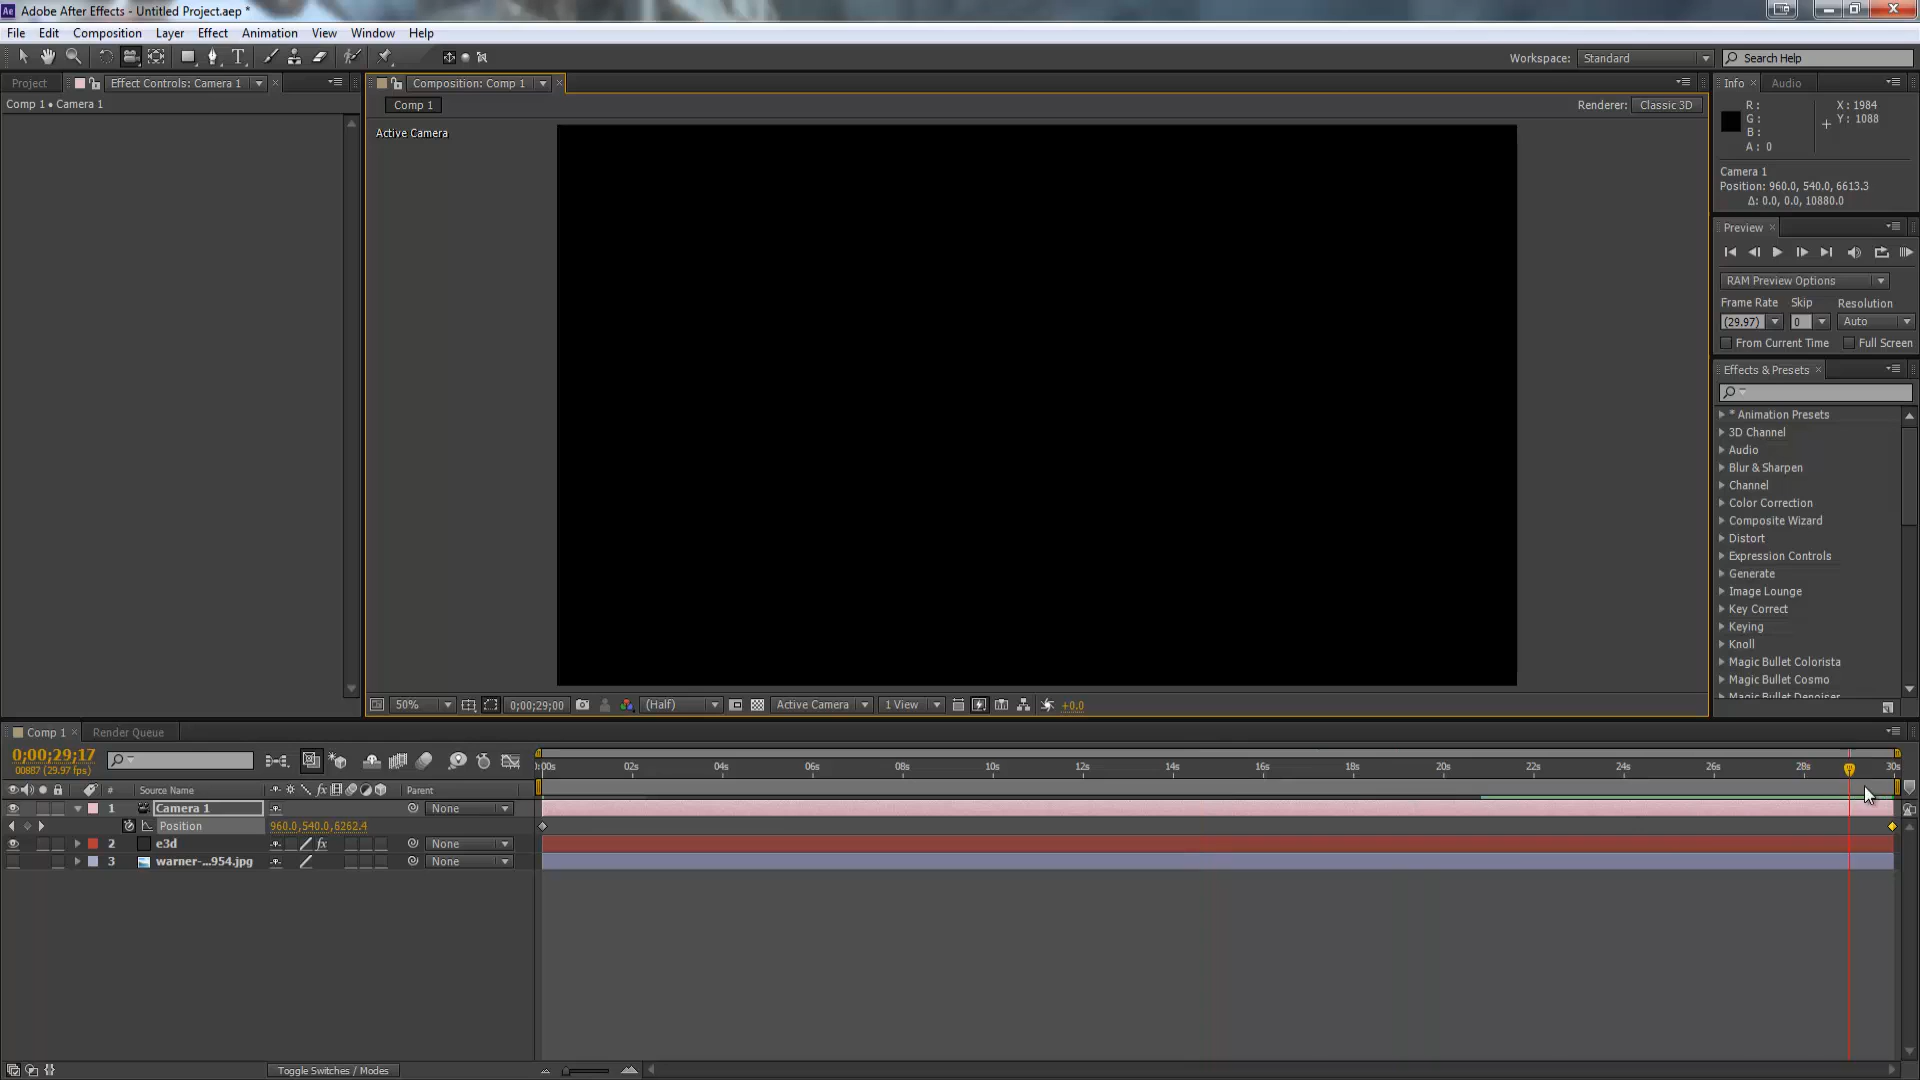 Ae Adobe After Effects - Untitled Project.aep *
File Edit Composition Layer Effect Animation View Window Help
T Workspace: Standard Search Help
Project Effect Controls: Camera 1
Comp 1 • Camera 1
Composition: Comp 1
Comp 1 Renderer: Classic 3D
Active Camera
50% 0;00;29;00 (Half) Active Camera 1 View +0.0
Info Audio
R : X : 1984
G : Y : 1088
B :
A : 0
Camera 1
Position: 960.0, 540.0, 6613.3
Δ: 0.0, 0.0, 10880.0
Preview
RAM Preview Options
Frame Rate Skip Resolution
(29.97) 0 Auto
From Current Time Full Screen
Effects & Presets
* Animation Presets
3D Channel
Audio
Blur & Sharpen
Channel
Color Correction
Composite Wizard
Distort
Expression Controls
Generate
Image Lounge
Key Correct
Keying
Knoll
Magic Bullet Colorista
Magic Bullet Cosmo
Magic Bullet Denoiser
Comp 1 Render Queue
0;00;29;17
00887 (29.97 fps)
:00s 02s 04s 06s 08s 10s 12s 14s 16s 18s 20s 22s 24s 26s 28s 30s
# Source Name fx Parent
1 Camera 1 None
Position 960.0,540.0,6262.4
2 e3d fx None
3 warner-...954.jpg None
Toggle Switches / Modes